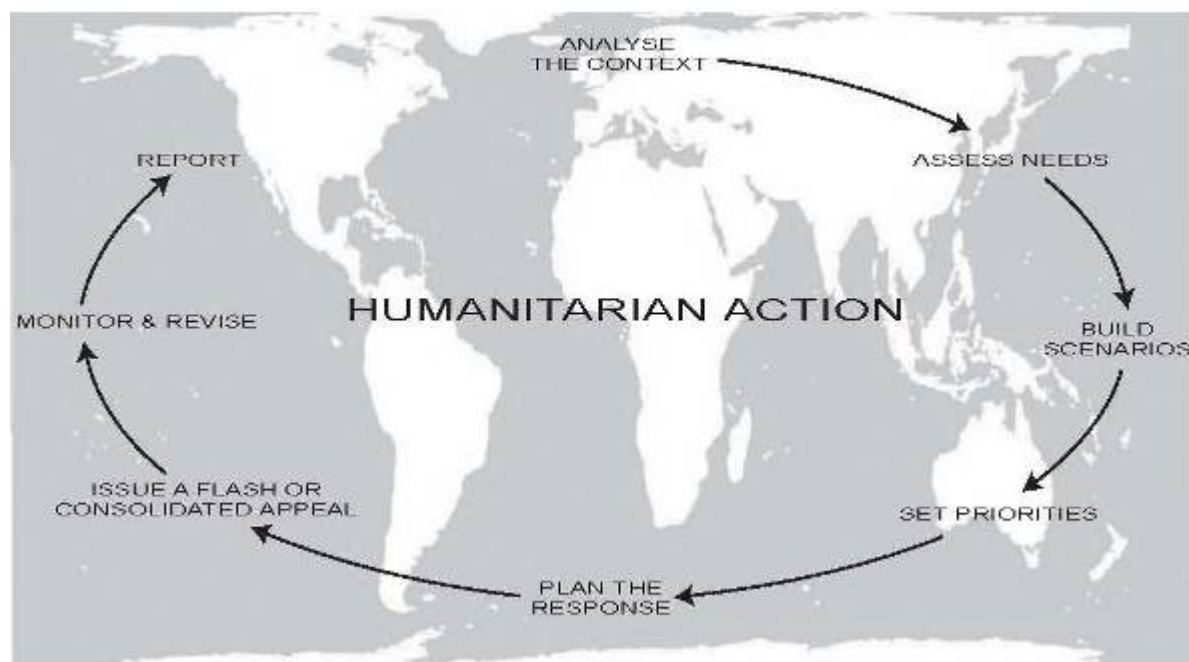 ANALYSE
THE CONTEXT
ASSESS NEEDS
BUILD
SCENARIOS
SET PRIORITIES
PLAN THE
RESPONSE
ISSUE A FLASH OR
CONSOLIDATED APPEAL
MONITOR & REVISE
REPORT
HUMANITARIAN ACTION